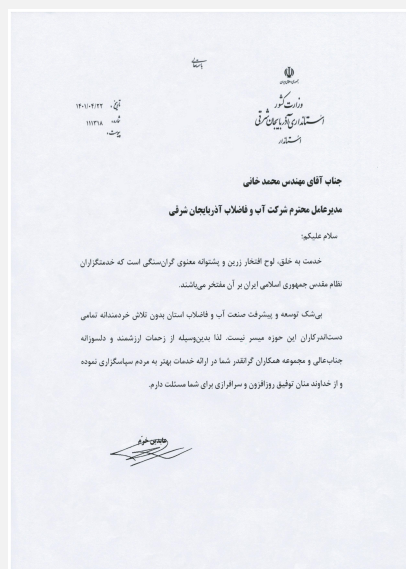 باسمه تعالی
جمهوری اسلامی ایران
وزارت کشور
استانداری آذربایجان شرقی
استاندار
تاریخ: ۱۴۰۱/۰۴/۲۲
شماره: ۱۱۱۳۱۸
پیوست:
جناب آقای مهندس محمد خانی
مدیرعامل محترم شرکت آب و فاضلاب آذربایجان شرقی
سلام علیکم؛
خدمت به خلق، لوح افتخار زرین و پشتوانه معنوی گران‌سنگی است که خدمتگزاران
نظام مقدس جمهوری اسلامی ایران بر آن مفتخر می‌باشند.
بی‌شک توسعه و پیشرفت صنعت آب و فاضلاب استان بدون تلاش خردمندانه تمامی
دست‌اندرکاران این حوزه میسر نیست. لذا بدین‌وسیله از زحمات ارزشمند و دلسوزانه
جناب‌عالی و مجموعه همکاران گرانقدر شما در ارائه خدمات بهتر به مردم سپاسگزاری نموده
و از خداوند منان توفیق روزافزون و سرافرازی برای شما مسئلت دارم.
عابدین خرم